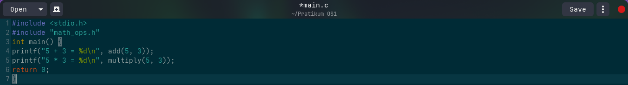 Open
*main.c
~/Pratikum OS1
Save
1 #include <stdio.h>
2 #include "math_ops.h"
3 int main() {
4 printf("5 + 3 = %d\n", add(5, 3));
5 printf("5 * 3 = %d\n", multiply(5, 3));
6 return 0;
7 }